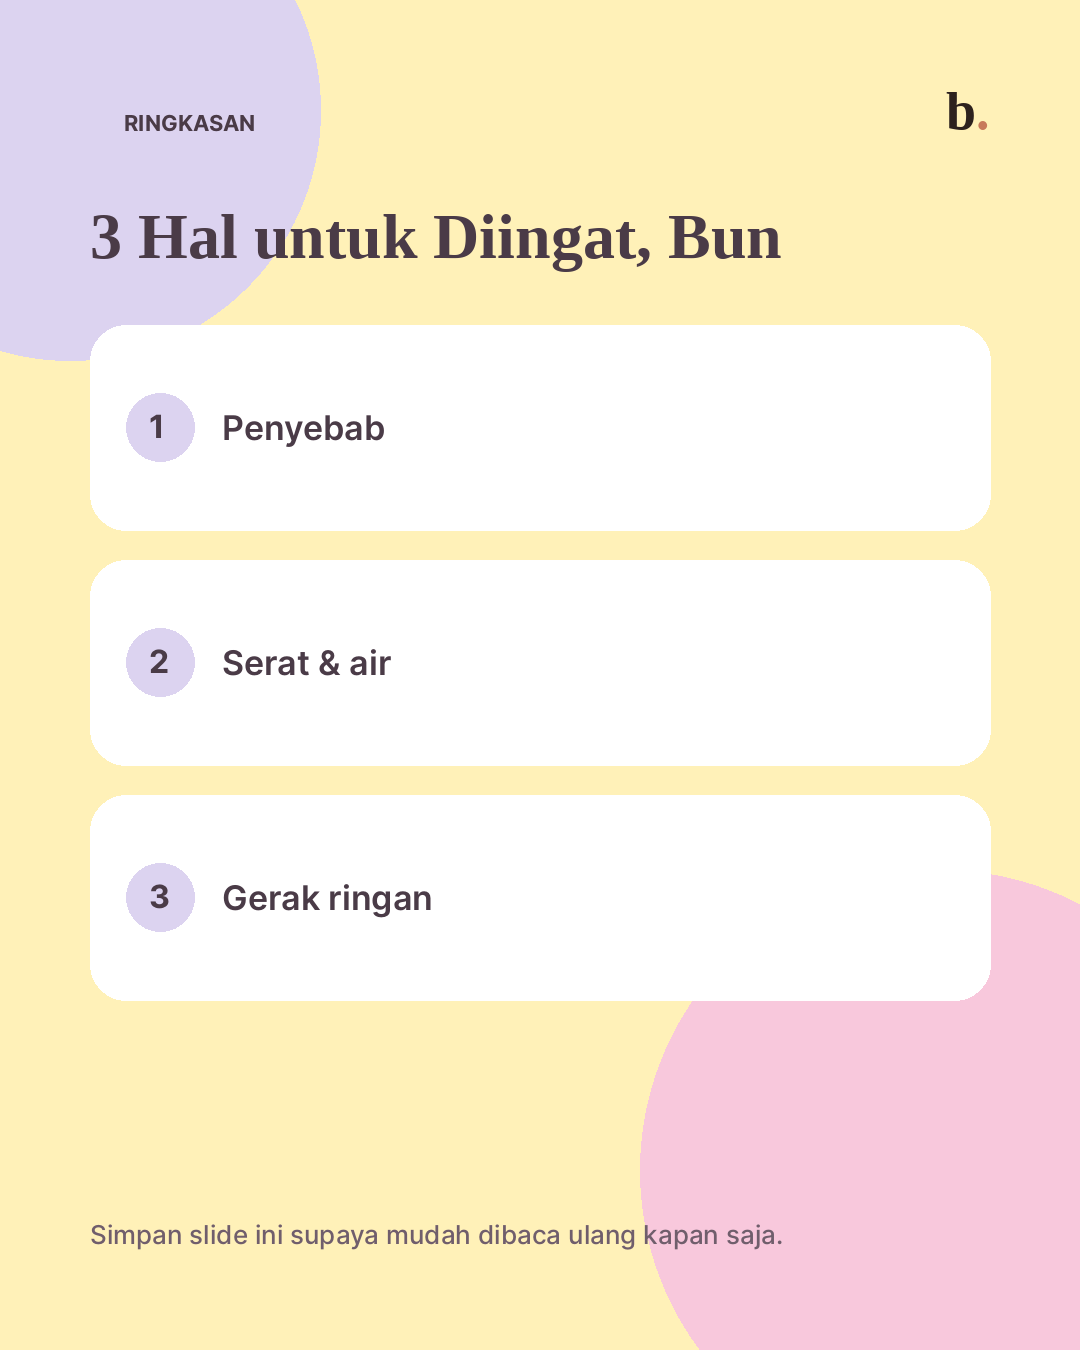 RINGKASAN
b.
3 Hal untuk Diingat, Bun
1 Penyebab
2 Serat & air
3 Gerak ringan
Simpan slide ini supaya mudah dibaca ulang kapan saja.